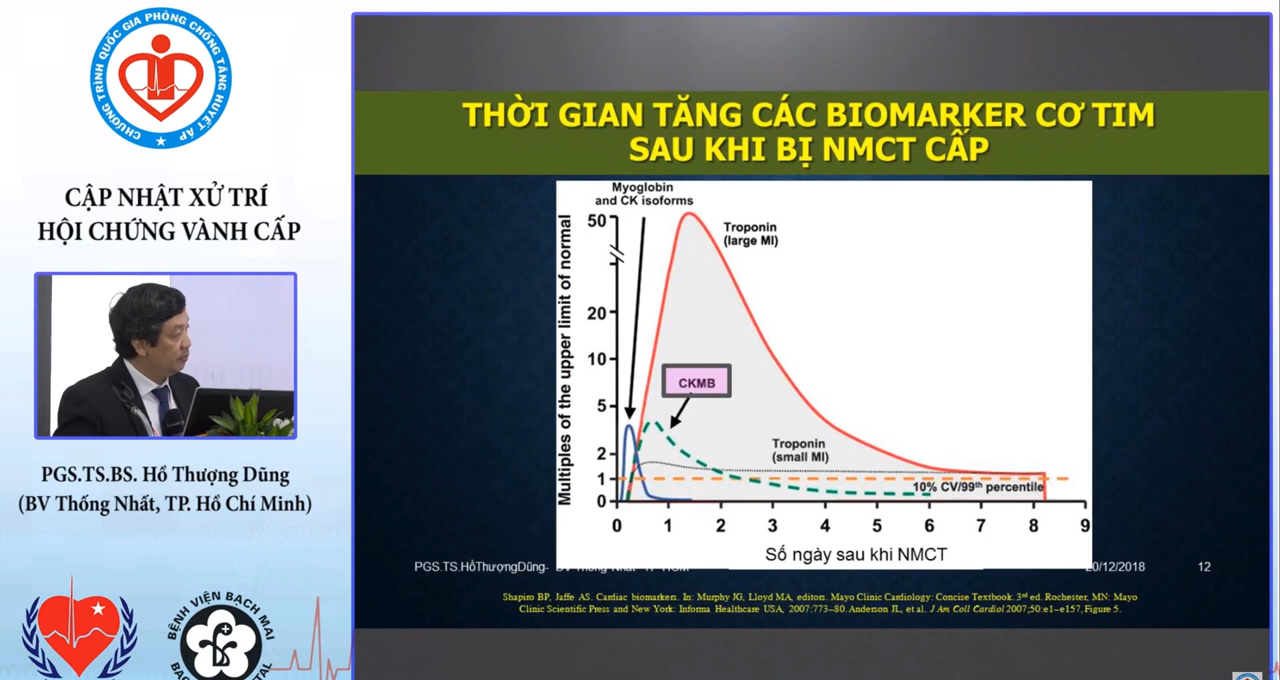 CHƯƠNG TRÌNH QUỐC GIA PHÒNG CHỐNG TĂNG HUYẾT ÁP
CẬP NHẬT XỬ TRÍ
HỘI CHỨNG VÀNH CẤP
PGS.TS.BS. Hồ Thượng Dũng
(BV Thống Nhất, TP. Hồ Chí Minh)
BỆNH VIỆN BẠCH MAI
THỜI GIAN TĂNG CÁC BIOMARKER CƠ TIM
SAU KHI BỊ NMCT CẤP
Myoglobin
and CK isoforms
Troponin
(large MI)
CKMB
Troponin
(small MI)
10% CV/99th percentile
Multiples of the upper limit of normal
50
20
10
5
2
1
0
0 1 2 3 4 5 6 7 8 9
Số ngày sau khi NMCT
PGS.TS.HồThượngDũng-
20/12/2018
12
Shapiro BP, Jaffe AS. Cardiac biomarkers. In: Murphy JG, Lloyd MA, editors. Mayo Clinic Cardiology: Concise Textbook. 3rd ed. Rochester, MN: Mayo
Clinic Scientific Press and New York: Informa Healthcare USA, 2007:773–80. Anderson JL, et al. J Am Coll Cardiol 2007;50:e1–e157, Figure 5.